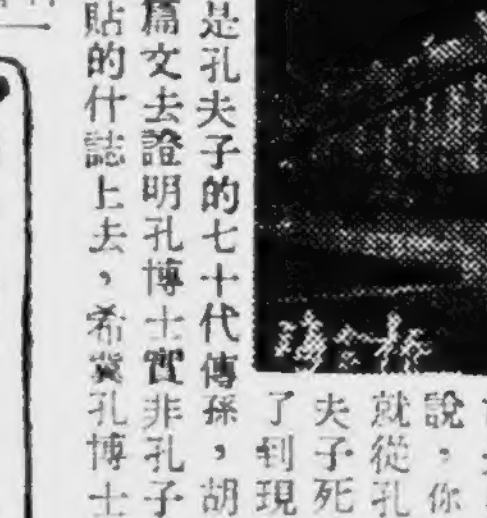 說，你
就從孔
夫子死
了到現
是孔夫子的七十代傳孫，胡
篇文去證明孔博士實非孔子
貼的什誌上去，希冀孔博士